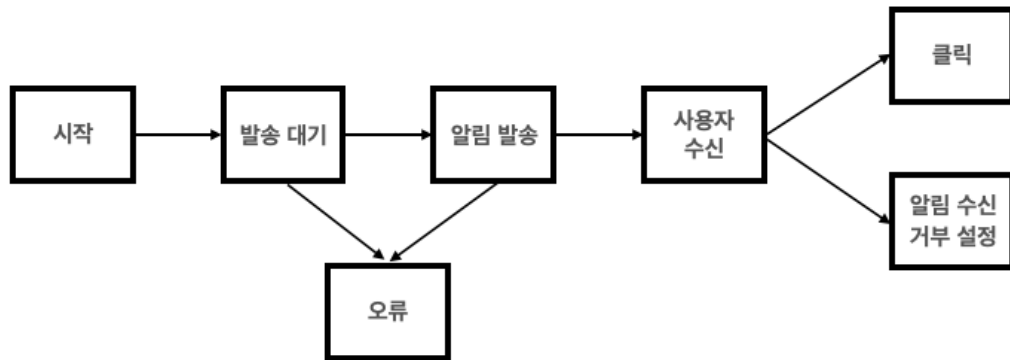 시작
발송 대기
알림 발송
사용자
수신
클릭
알림 수신
거부 설정
오류